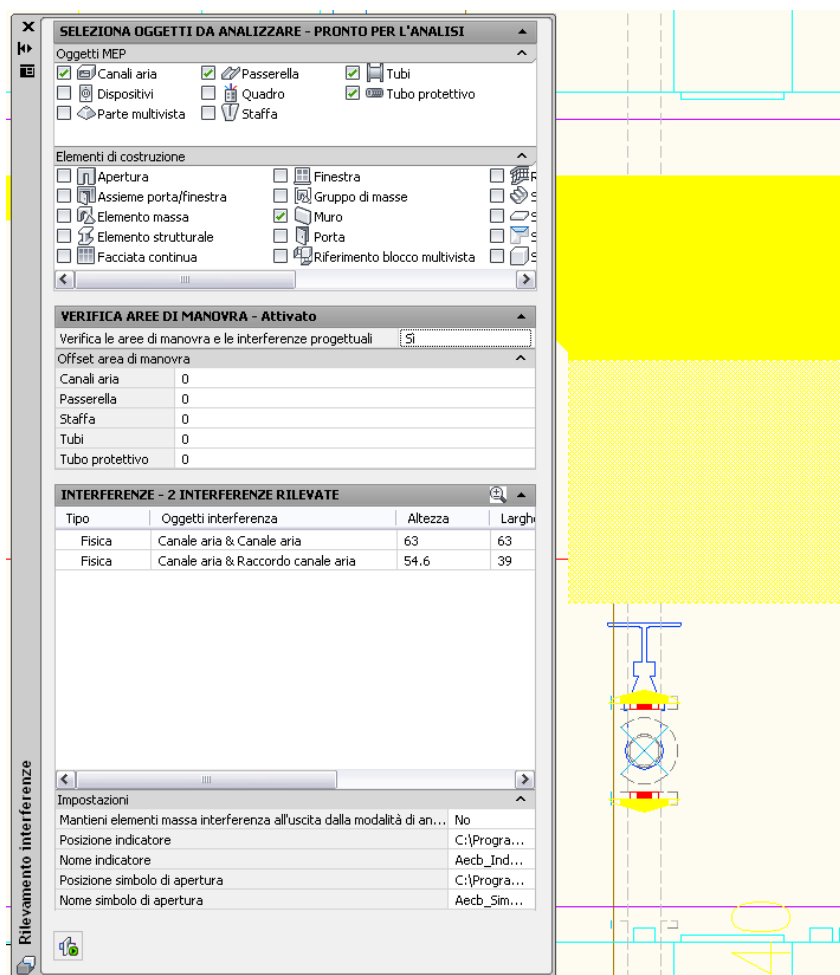 SELEZIONA OGGETTI DA ANALIZZARE - PRONTO PER L'ANALISI
Oggetti MEP
Canali aria Passerella Tubi
Dispositivi Quadro Tubo protettivo
Parte multivista Staffa
Elementi di costruzione
Apertura Finestra R
Assieme porta/finestra Gruppo di masse S
Elemento massa Muro S
Elemento strutturale Porta S
Facciata continua Riferimento blocco multivista S
VERIFICA AREE DI MANOVRA - Attivato
Verifica le aree di manovra e le interferenze progettuali Sì
Offset area di manovra
Canali aria 0
Passerella 0
Staffa 0
Tubi 0
Tubo protettivo 0
INTERFERENZE - 2 INTERFERENZE RILEVATE
Tipo Oggetti interferenza Altezza Largh
Fisica Canale aria & Canale aria 63 63
Fisica Canale aria & Raccordo canale aria 54.6 39
Impostazioni
Mantieni elementi massa interferenza all'uscita dalla modalità di an... No
Posizione indicatore C:\Progra...
Nome indicatore Aecb_Ind...
Posizione simbolo di apertura C:\Progra...
Nome simbolo di apertura Aecb_Sim...
Rilevamento interferenze